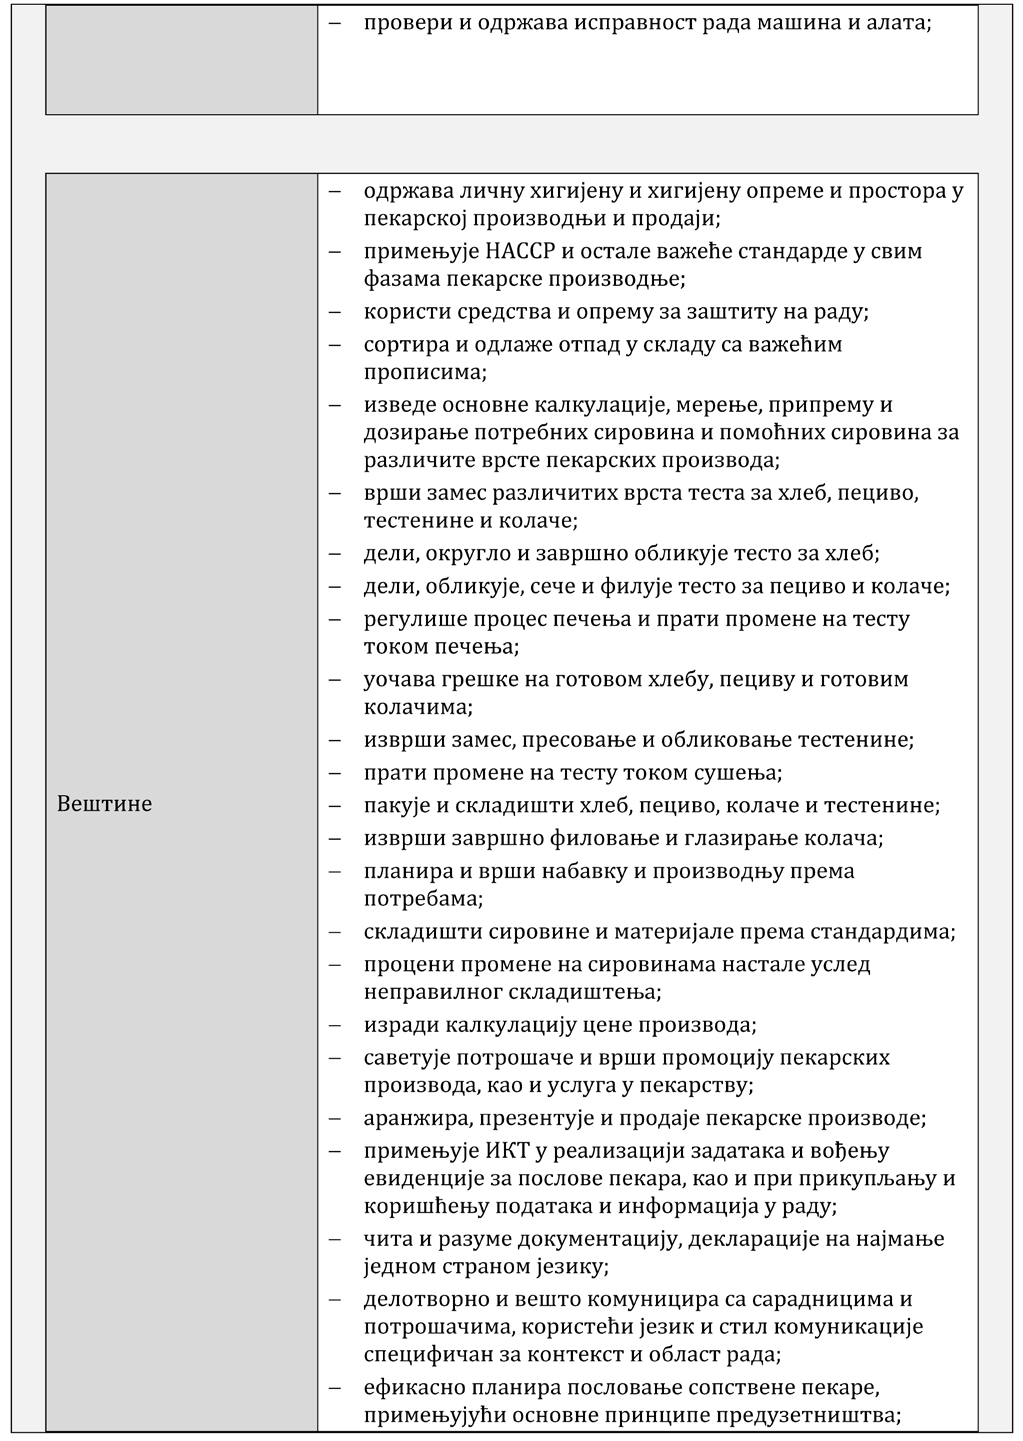 – провери и одржава исправност рада машина и алата;
– одржава личну хигијену и хигијену опреме и простора у
пекарској производњи и продаји;
– примењује НАССР и остале важеће стандарде у свим
фазама пекарске производње;
– користи средства и опрему за заштиту на раду;
– сортира и одлаже отпад у складу са важећим
прописима;
– изведе основне калкулације, мерење, припрему и
дозирање потребних сировина и помоћних сировина за
различите врсте пекарских производа;
– врши замес различитих врста теста за хлеб, пециво,
тестенине и колаче;
– дели, округло и завршно обликује тесто за хлеб;
– дели, обликује, сече и филује тесто за пециво и колаче;
– регулише процес печења и прати промене на тесту
током печења;
– уочава грешке на готовом хлебу, пециву и готовим
колачима;
– изврши замес, пресовање и обликовање тестенине;
– прати промене на тесту током сушења;
Вештине
– пакује и складишти хлеб, пециво, колаче и тестенине;
– изврши завршно филовање и глазирање колача;
– планира и врши набавку и производњу према
потребама;
– складишти сировине и материјале према стандардима;
– процени промене на сировинама настале услед
неправилног складиштења;
– изради калкулацију цене производа;
– саветује потрошаче и врши промоцију пекарских
производа, као и услуга у пекарству;
– аранжира, презентује и продаје пекарске производе;
– примењује ИКТ у реализацији задатака и вођењу
евиденције за послове пекара, као и при прикупљању и
коришћењу података и информација у раду;
– чита и разуме документацију, декларације на најмање
једном страном језику;
– делотворно и вешто комуницира са сарадницима и
потрошачима, користећи језик и стил комуникације
специфичан за контекст и област рада;
– ефикасно планира пословање сопствене пекаре,
примењујући основне принципе предузетништва;